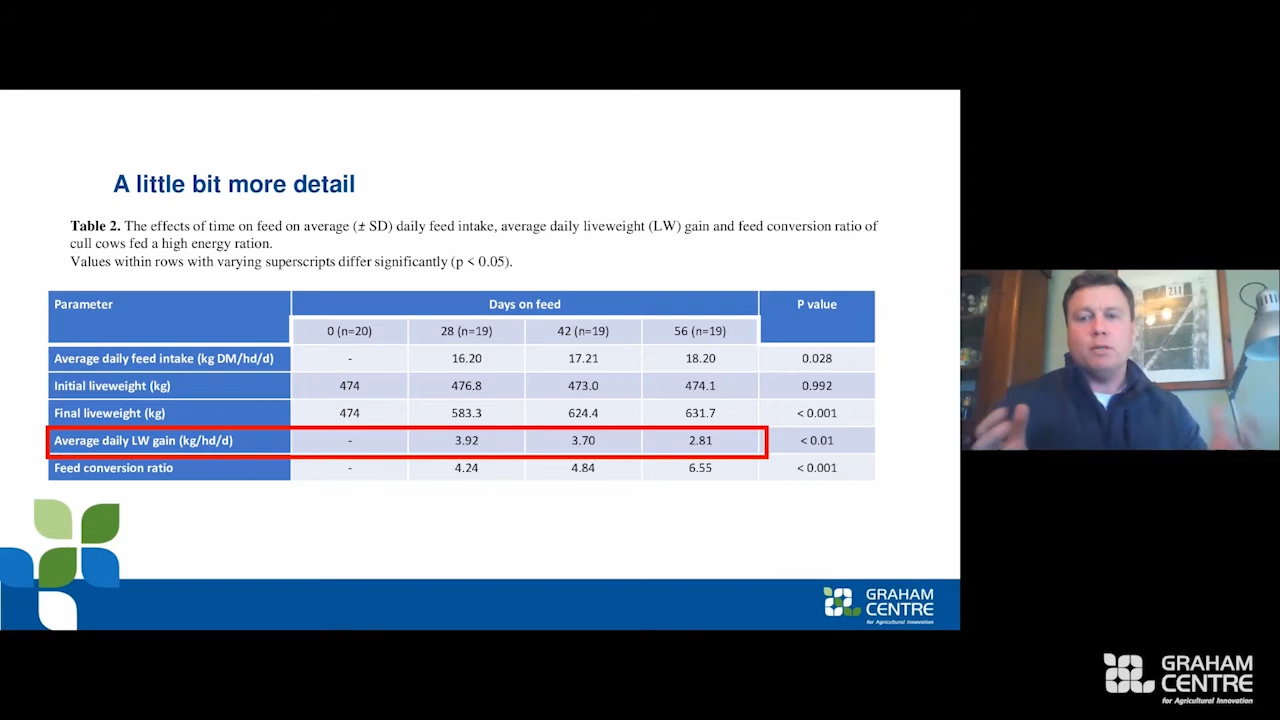 A little bit more detail
Table 2. The effects of time on feed on average (± SD) daily feed intake, average daily liveweight (LW) gain and feed conversion ratio of
cull cows fed a high energy ration.
Values within rows with varying superscripts differ significantly (p < 0.05).
Parameter Days on feed P value
0 (n=20) 28 (n=19) 42 (n=19) 56 (n=19)
Average daily feed intake (kg DM/hd/d) - 16.20 17.21 18.20 0.028
Initial liveweight (kg) 474 476.8 473.0 474.1 0.992
Final liveweight (kg) 474 583.3 624.4 631.7 < 0.001
Average daily LW gain (kg/hd/d) - 3.92 3.70 2.81 < 0.01
Feed conversion ratio - 4.24 4.84 6.55 < 0.001
211
GRAHAM
CENTRE
for Agricultural Innovation
GRAHAM
CENTRE
for Agricultural Innovation